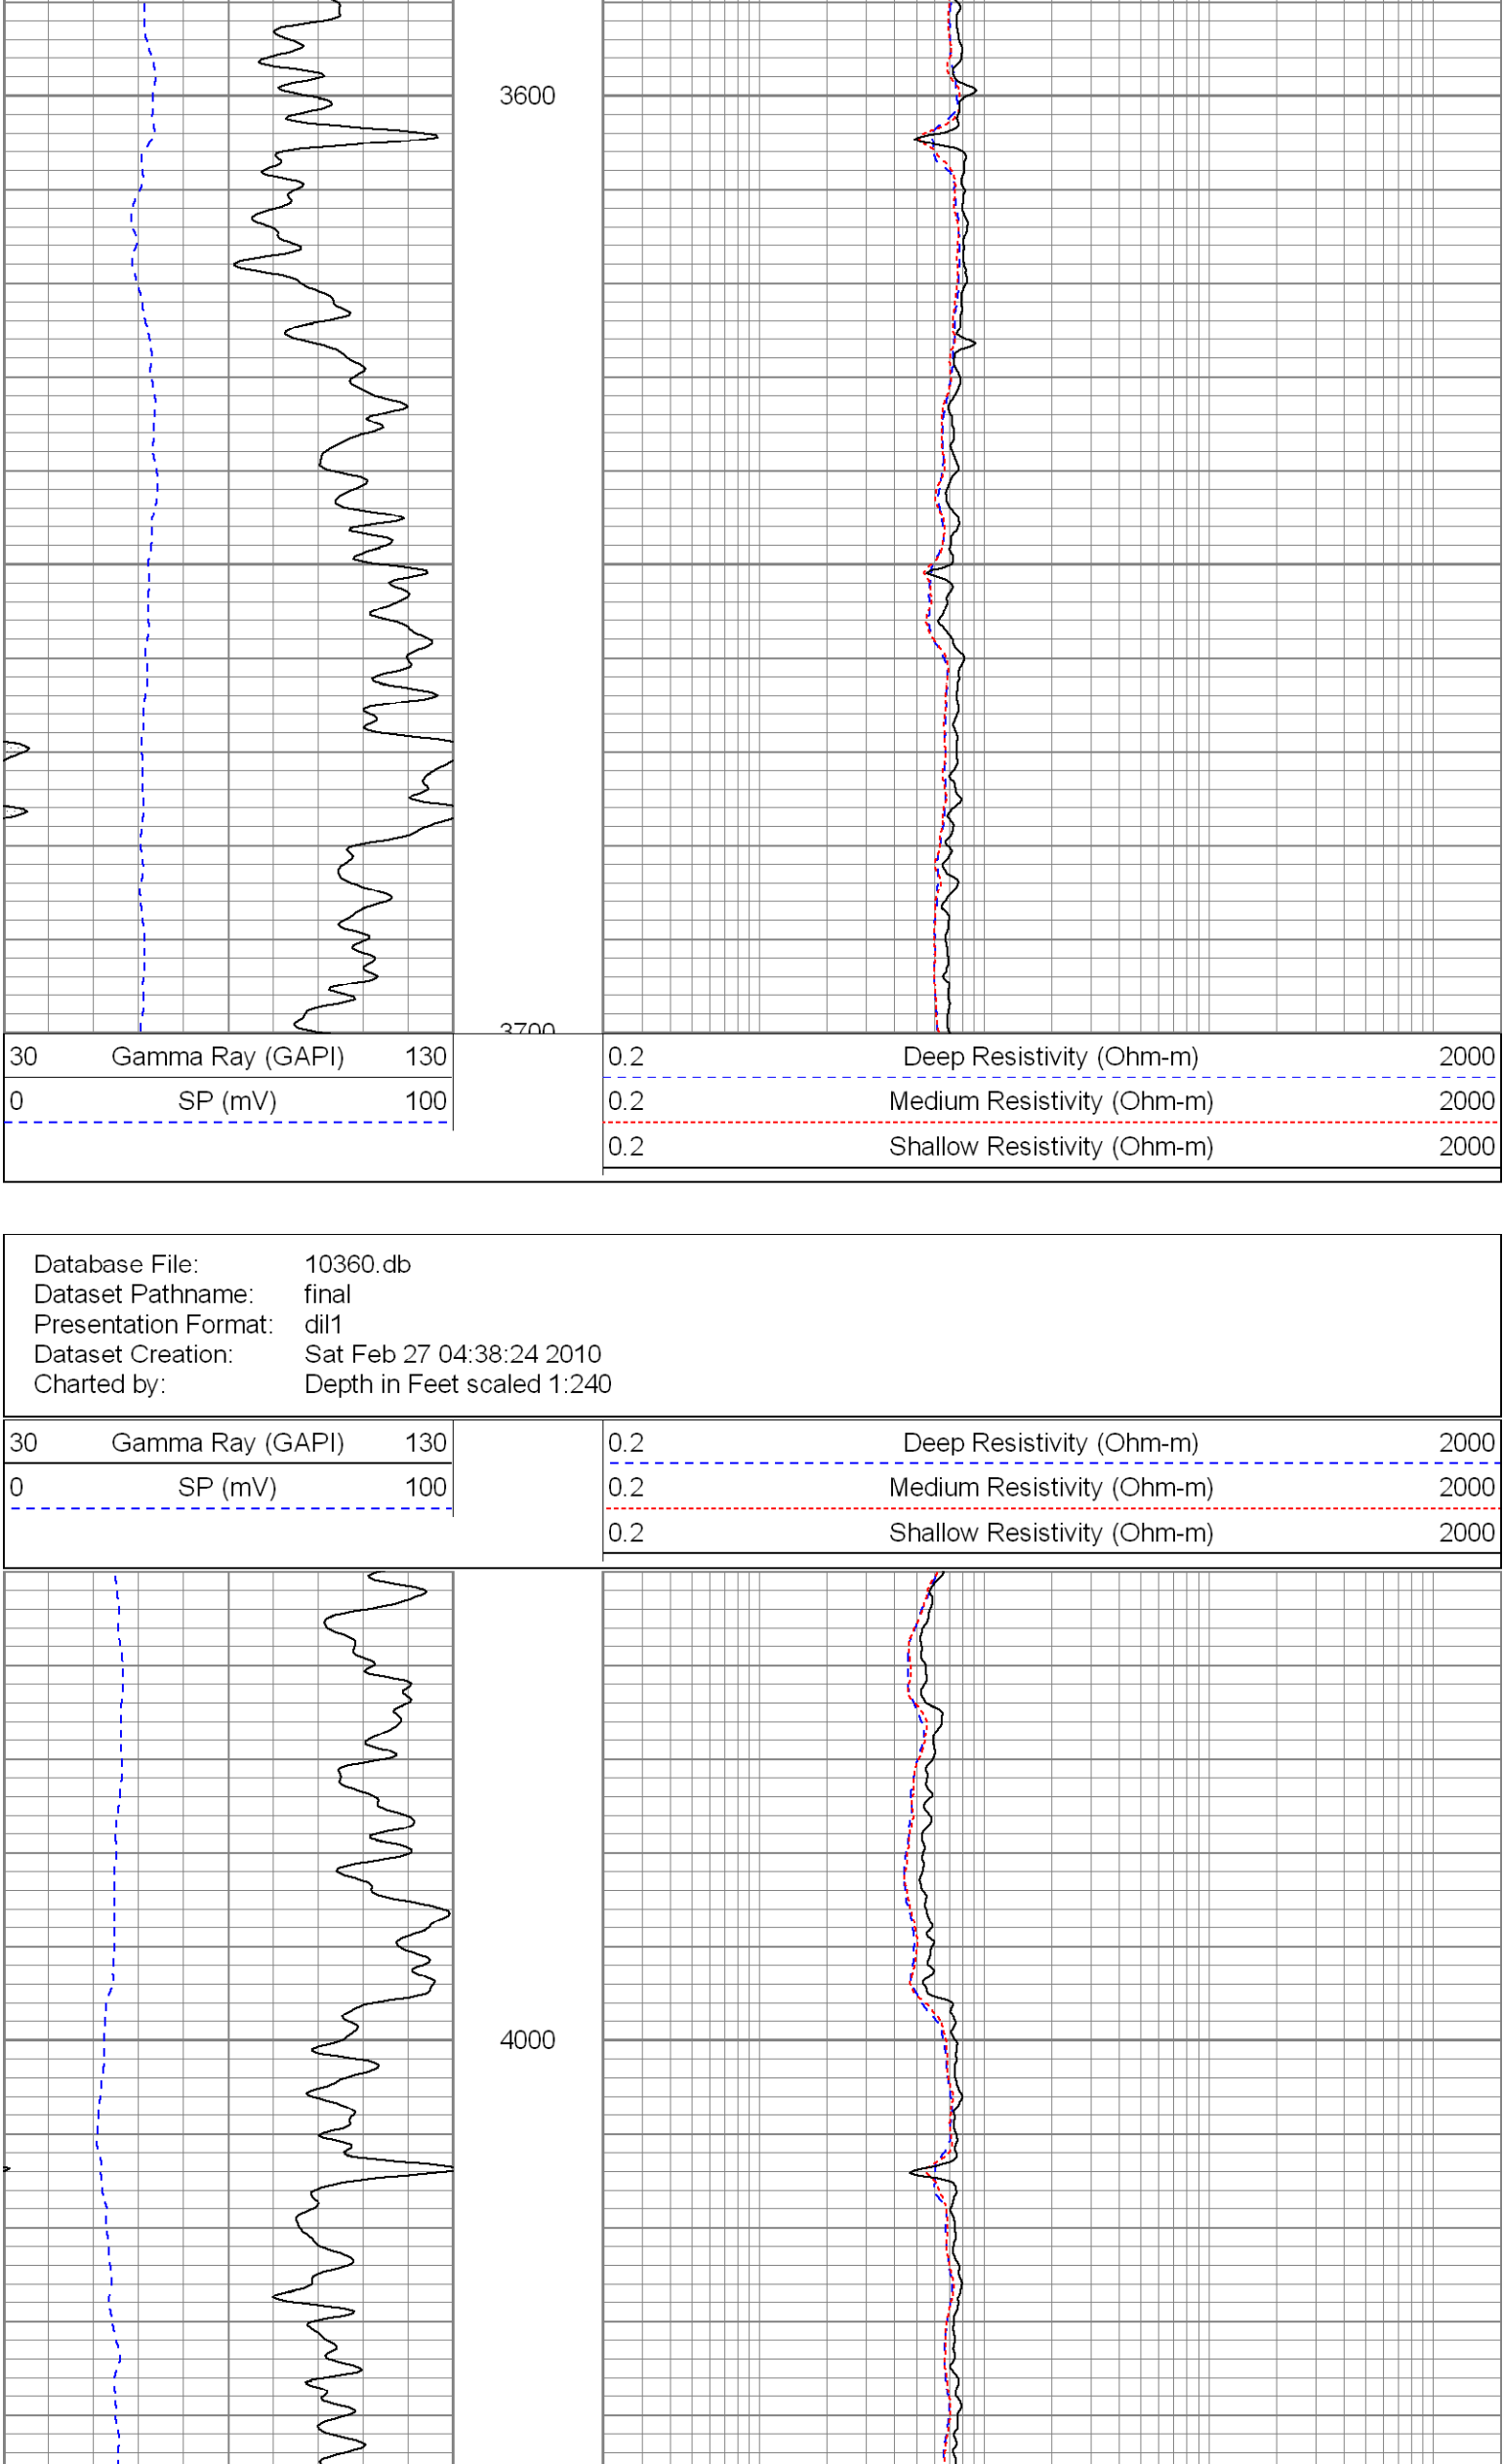 3600
3700
30 Gamma Ray (GAPI) 130
0 SP (mV) 100
0.2 Deep Resistivity (Ohm-m) 2000
0.2 Medium Resistivity (Ohm-m) 2000
0.2 Shallow Resistivity (Ohm-m) 2000
Database File: 10360.db
Dataset Pathname: final
Presentation Format: dil1
Dataset Creation: Sat Feb 27 04:38:24 2010
Charted by: Depth in Feet scaled 1:240
30 Gamma Ray (GAPI) 130
0 SP (mV) 100
0.2 Deep Resistivity (Ohm-m) 2000
0.2 Medium Resistivity (Ohm-m) 2000
0.2 Shallow Resistivity (Ohm-m) 2000
4000